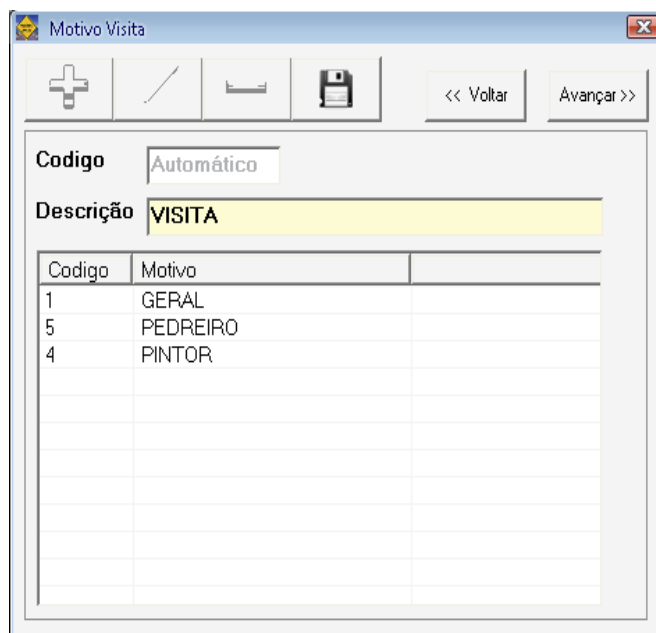 Motivo Visita
<< Voltar
Avançar >>
Codigo Automático
Descrição VISITA
Codigo Motivo
1 GERAL
5 PEDREIRO
4 PINTOR